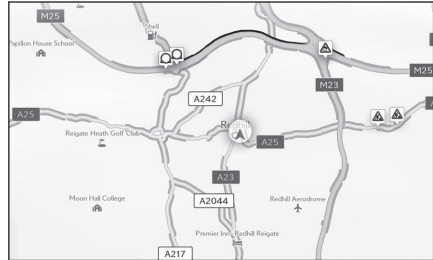 M25
Shell
Papillon House School
M25
M23
A242
A25
Redhill
Reigate Heath Golf Club
A25
A23
Moon Hall College
A2044
Redhill Aerodrome
Premier Inn - Redhill Reigate
A217